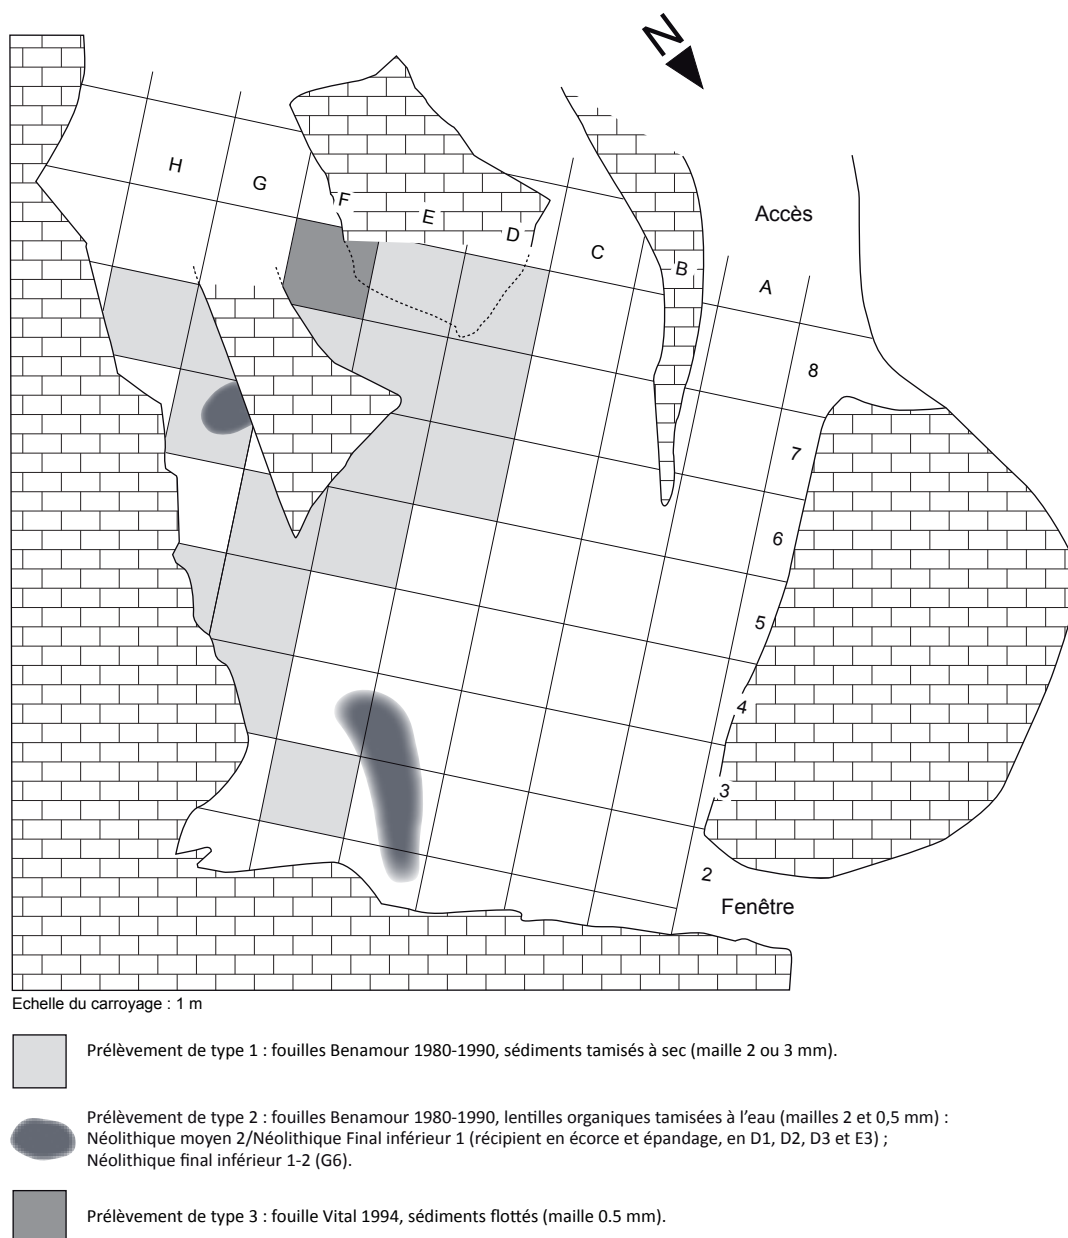 N
H
G
F
E
D
C
B
A
Accès
8
7
6
5
4
3
2
Fenêtre
Echelle du carroyage : 1 m
Prélèvement de type 1 : fouilles Benamour 1980-1990, sédiments tamisés à sec (maille 2 ou 3 mm).
Prélèvement de type 2 : fouilles Benamour 1980-1990, lentilles organiques tamisées à l'eau (mailles 2 et 0,5 mm) :
Néolithique moyen 2/Néolithique Final inférieur 1 (récipient en écorce et épandage, en D1, D2, D3 et E3) ;
Néolithique final inférieur 1-2 (G6).
Prélèvement de type 3 : fouille Vital 1994, sédiments flottés (maille 0.5 mm).